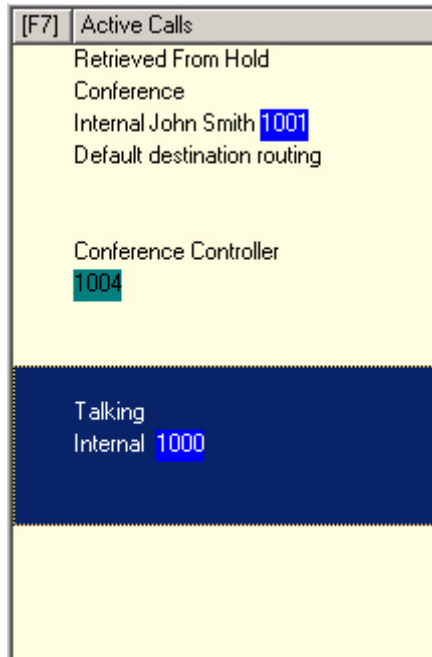 [F7] Active Calls
Retrieved From Hold
Conference
Internal John Smith 1001
Default destination routing
Conference Controller
1004
Talking
Internal 1000